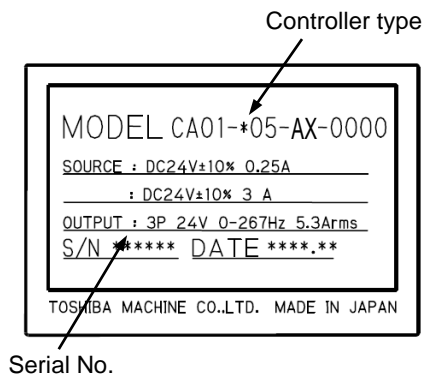 Controller type
MODEL CA01-*05-AX-0000
SOURCE : DC24V±10% 0.25A
: DC24V±10% 3 A
OUTPUT : 3P 24V 0-267Hz 5.3Arms
S/N ****** DATE ****.**
TOSHIBA MACHINE CO.,LTD. MADE IN JAPAN
Serial No.